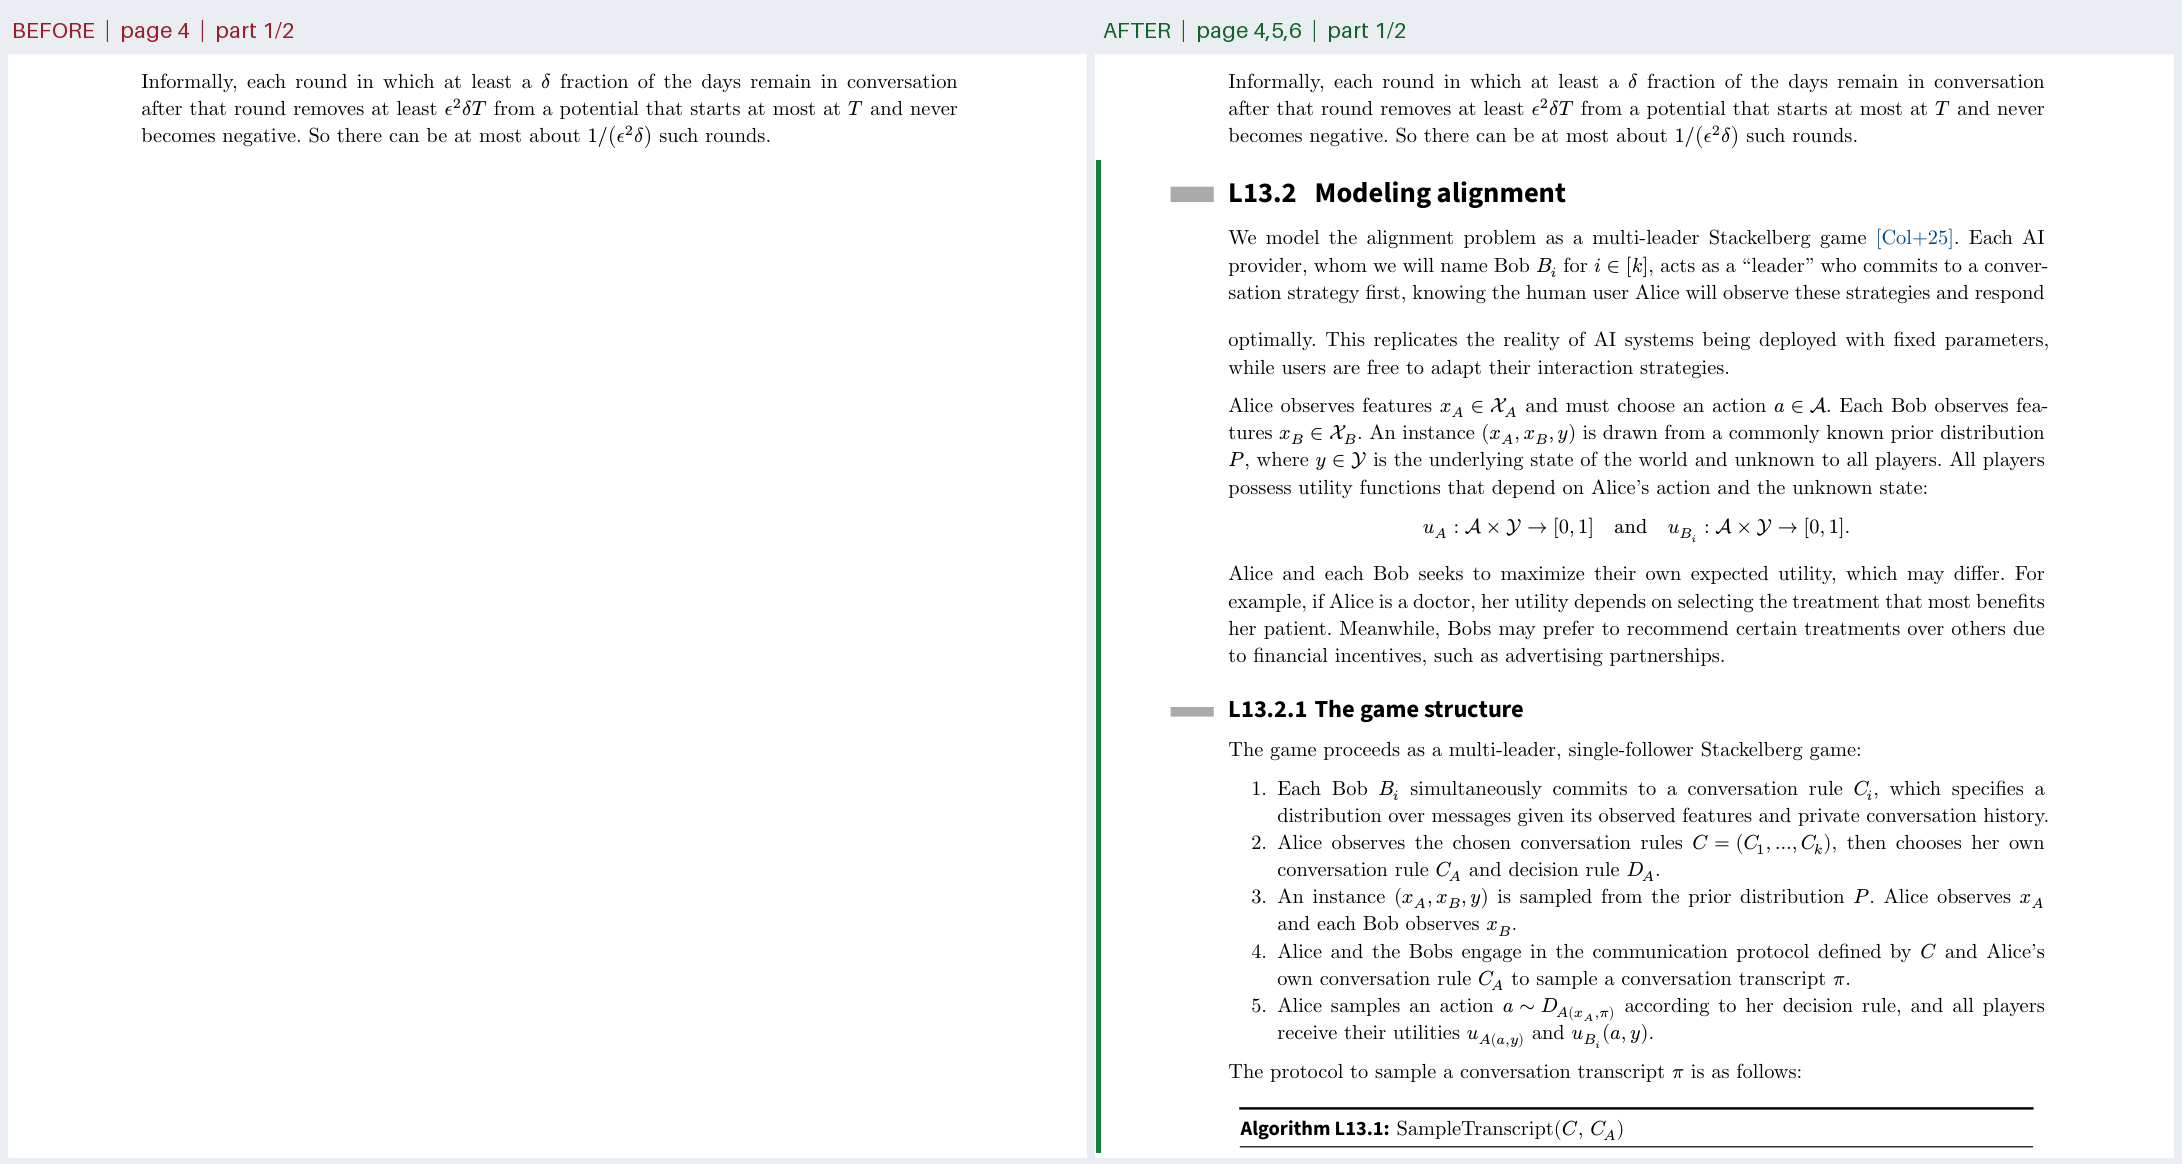 BEFORE | page 4 | part 1/2
Informally, each round in which at least a δ fraction of the days remain in conversation
after that round removes at least ϵ²δT from a potential that starts at most at T and never
becomes negative. So there can be at most about 1/(ϵ²δ) such rounds.
AFTER | page 4,5,6 | part 1/2
Informally, each round in which at least a δ fraction of the days remain in conversation
after that round removes at least ϵ²δT from a potential that starts at most at T and never
becomes negative. So there can be at most about 1/(ϵ²δ) such rounds.
L13.2 Modeling alignment
We model the alignment problem as a multi-leader Stackelberg game [Col+25]. Each AI
provider, whom we will name Bob B_i for i ∈ [k], acts as a “leader” who commits to a conver-
sation strategy first, knowing the human user Alice will observe these strategies and respond
optimally. This replicates the reality of AI systems being deployed with fixed parameters,
while users are free to adapt their interaction strategies.
Alice observes features x_A ∈ 𝒳_A and must choose an action a ∈ 𝒜. Each Bob observes fea-
tures x_B ∈ 𝒳_B. An instance (x_A, x_B, y) is drawn from a commonly known prior distribution
P, where y ∈ 𝒴 is the underlying state of the world and unknown to all players. All players
possess utility functions that depend on Alice’s action and the unknown state:
u_A : 𝒜 × 𝒴 → [0, 1] and u_{B_i} : 𝒜 × 𝒴 → [0, 1].
Alice and each Bob seeks to maximize their own expected utility, which may differ. For
example, if Alice is a doctor, her utility depends on selecting the treatment that most benefits
her patient. Meanwhile, Bobs may prefer to recommend certain treatments over others due
to financial incentives, such as advertising partnerships.
L13.2.1 The game structure
The game proceeds as a multi-leader, single-follower Stackelberg game:
1. Each Bob B_i simultaneously commits to a conversation rule C_i, which specifies a
distribution over messages given its observed features and private conversation history.
2. Alice observes the chosen conversation rules C = (C_1, ..., C_k), then chooses her own
conversation rule C_A and decision rule D_A.
3. An instance (x_A, x_B, y) is sampled from the prior distribution P. Alice observes x_A
and each Bob observes x_B.
4. Alice and the Bobs engage in the communication protocol defined by C and Alice’s
own conversation rule C_A to sample a conversation transcript π.
5. Alice samples an action a ∼ D_{A(x_A,π)} according to her decision rule, and all players
receive their utilities u_{A(a,y)} and u_{B_i}(a, y).
The protocol to sample a conversation transcript π is as follows:
Algorithm L13.1: SampleTranscript(C, C_A)